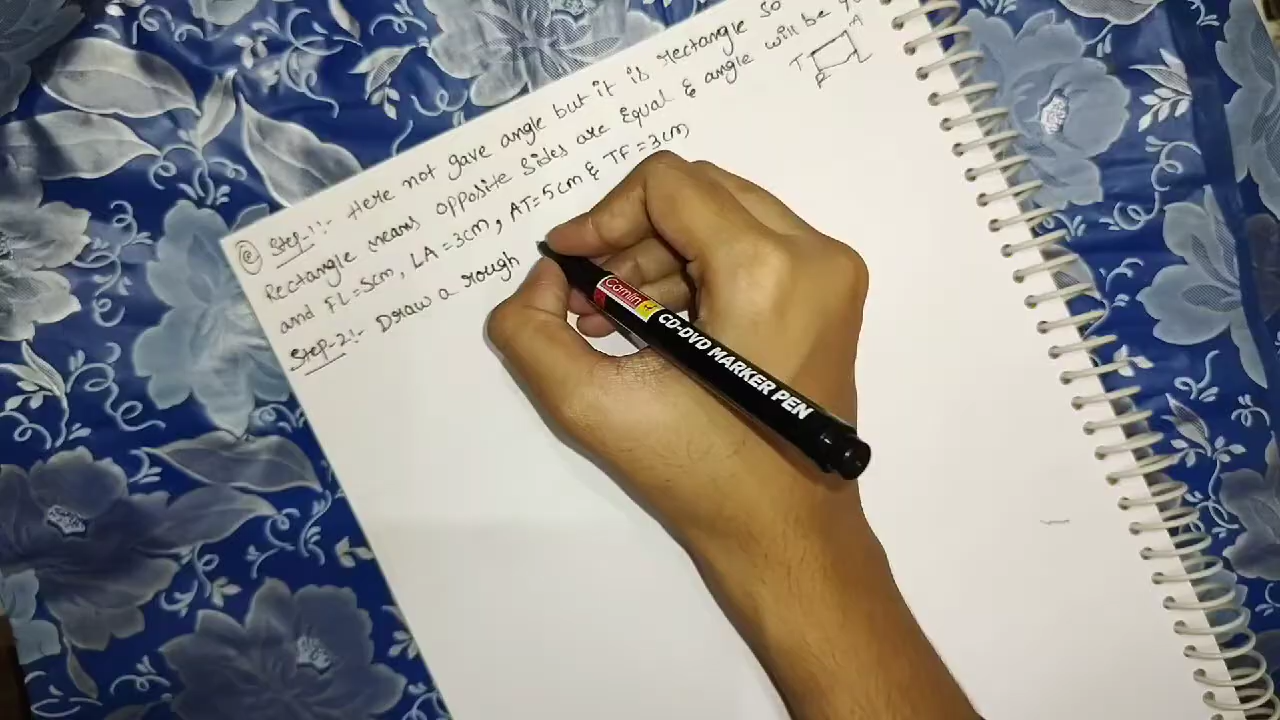 (e) Step-1:- Here not gave angle but it is rectangle so
Rectangle means opposite sides are equal & angle will be
and FL=5cm, LA=3cm, AT=5cm & TF=3cm
Step-2:- Draw a rough
A
T
L
F
Camlin
CD-DVD MARKER PEN